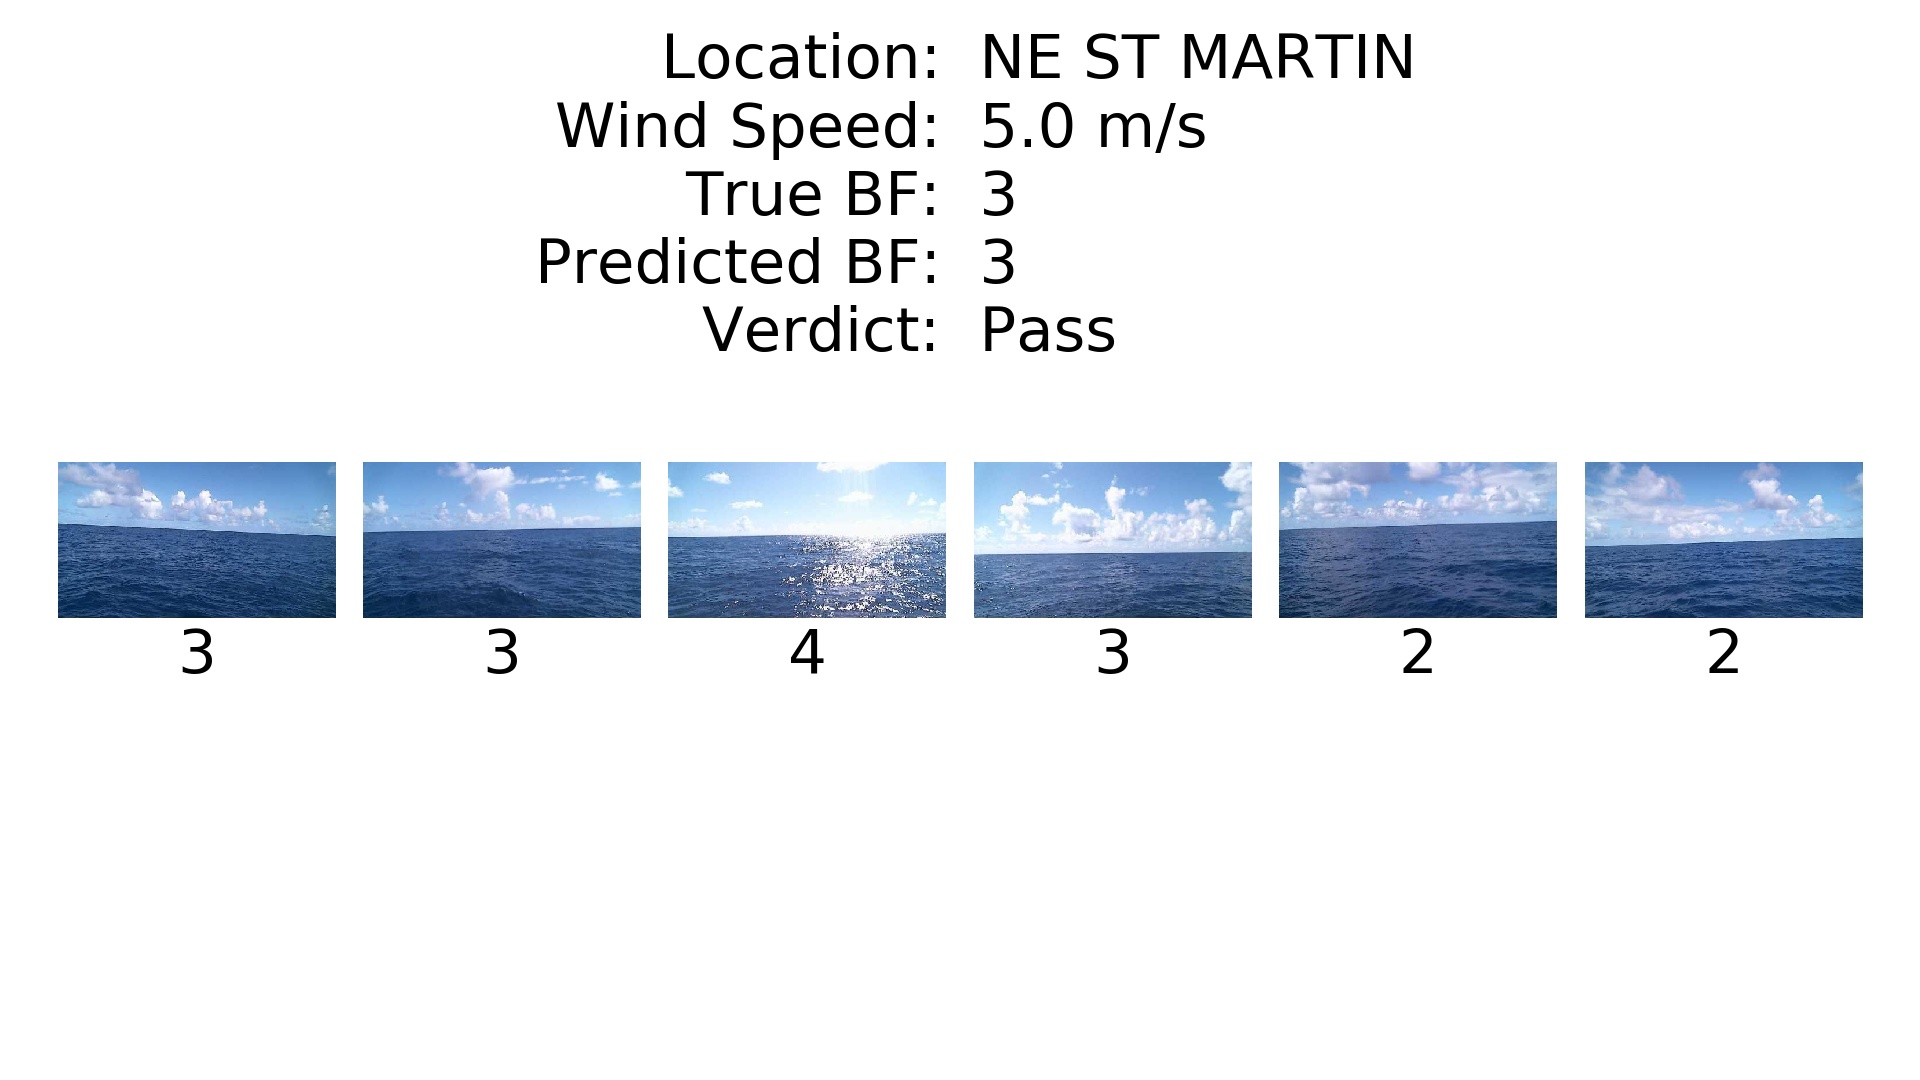 Location: NE ST MARTIN
Wind Speed: 5.0 m/s
True BF: 3
Predicted BF: 3
Verdict: Pass
3 3 4 3 2 2